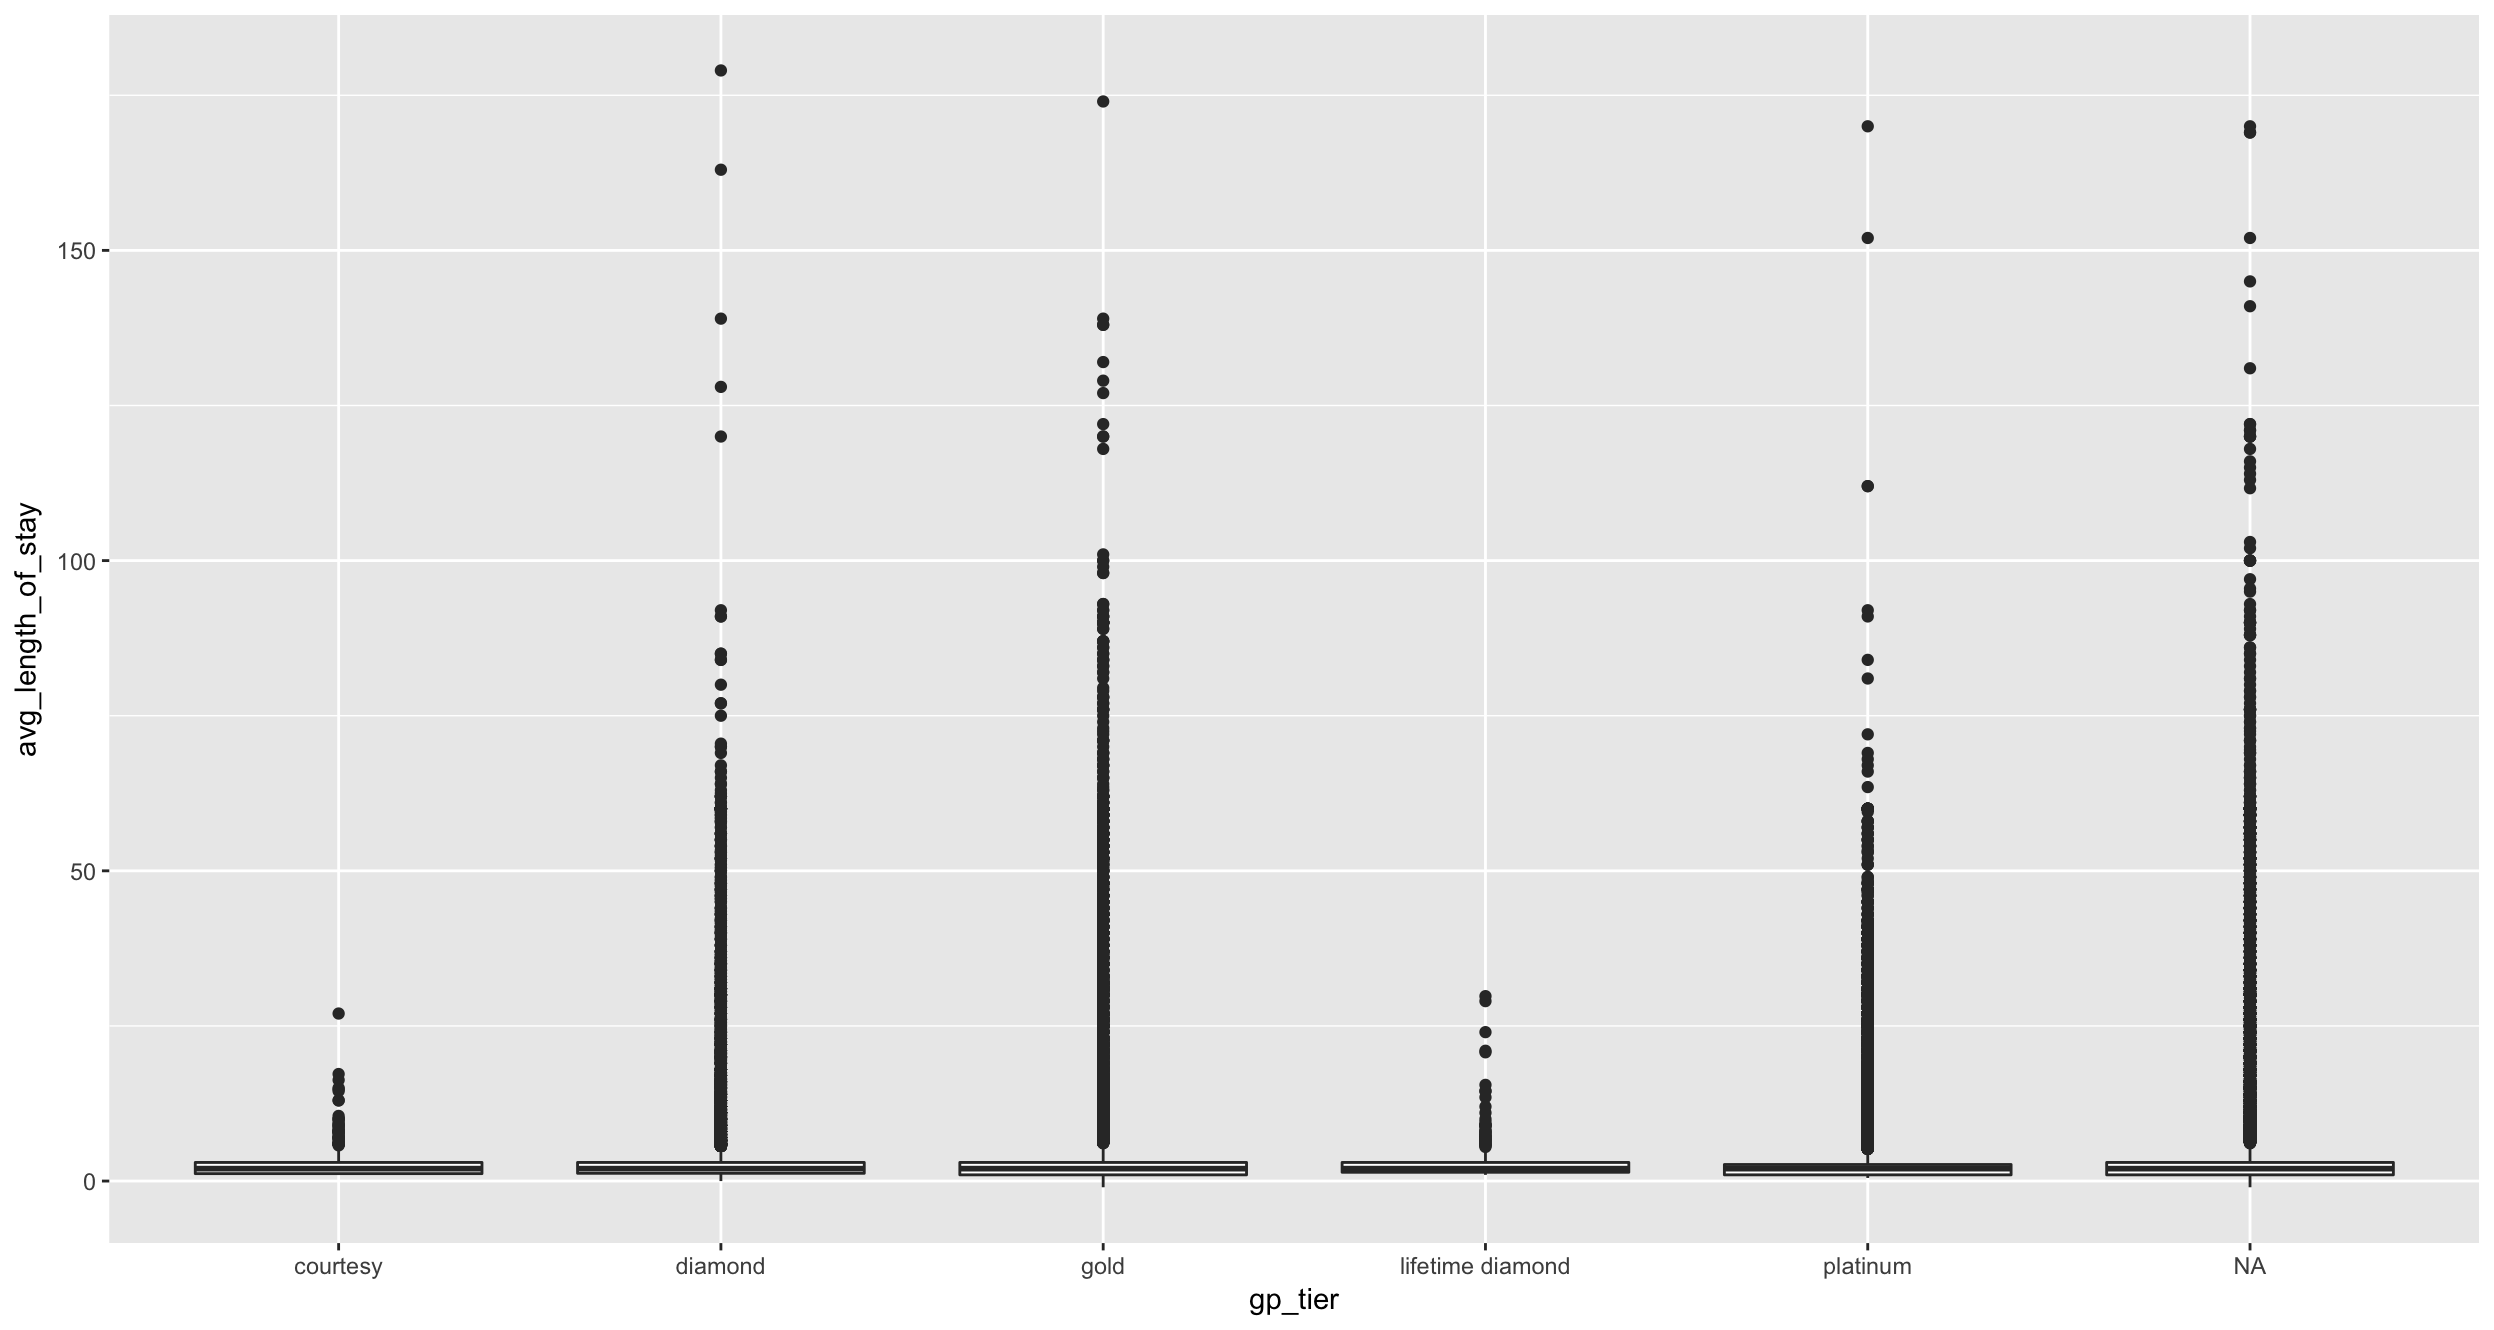 avg_length_of_stay
150
100
50
0
courtesy diamond gold lifetime diamond platinum NA
gp_tier